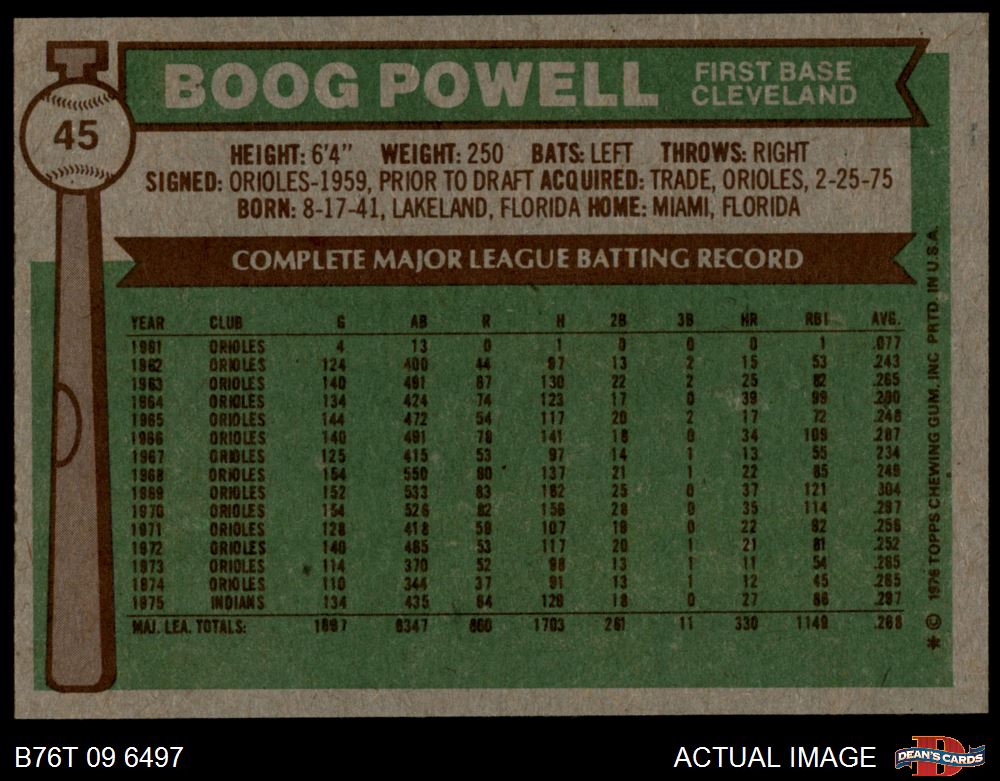 BOOG POWELL
FIRST BASE
CLEVELAND
45
HEIGHT: 6'4" WEIGHT: 250 BATS: LEFT THROWS: RIGHT
SIGNED: ORIOLES-1959, PRIOR TO DRAFT ACQUIRED: TRADE, ORIOLES, 2-25-75
BORN: 8-17-41, LAKELAND, FLORIDA HOME: MIAMI, FLORIDA
COMPLETE MAJOR LEAGUE BATTING RECORD
YEAR CLUB G AB R H 2B 3B HR RBI AVG.
1961 ORIOLES 4 13 0 1 0 0 0 1 .077
1962 ORIOLES 124 400 44 97 13 2 15 53 .243
1963 ORIOLES 140 491 67 130 22 2 25 82 .265
1964 ORIOLES 134 424 74 123 17 0 39 99 .290
1965 ORIOLES 144 472 54 117 20 2 17 72 .248
1966 ORIOLES 140 491 78 141 18 0 34 109 .287
1967 ORIOLES 125 415 53 97 14 1 13 55 .234
1968 ORIOLES 154 550 60 137 21 1 22 85 .249
1969 ORIOLES 152 533 83 162 25 0 37 121 .304
1970 ORIOLES 154 526 82 156 28 0 35 114 .297
1971 ORIOLES 128 418 59 107 19 0 22 92 .256
1972 ORIOLES 140 465 53 117 20 1 21 81 .252
1973 ORIOLES 114 370 52 98 13 1 11 54 .265
1974 ORIOLES 110 344 37 91 13 1 12 45 .265
1975 INDIANS 134 435 64 129 18 0 27 86 .297
MAJ. LEA. TOTALS: 1897 6347 860 1703 261 11 330 1149 .268
* © 1976 TOPPS CHEWING GUM, INC PRTD. IN U.S.A.
B76T 09 6497
ACTUAL IMAGE
D
DEAN'S CARDS